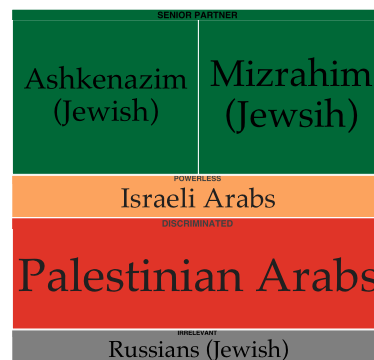 SENIOR PARTNER
Ashkenazim
(Jewish)
Mizrahim
(Jewsih)
POWERLESS
Israeli Arabs
DISCRIMINATED
Palestinian Arabs
IRRELEVANT
Russians (Jewish)